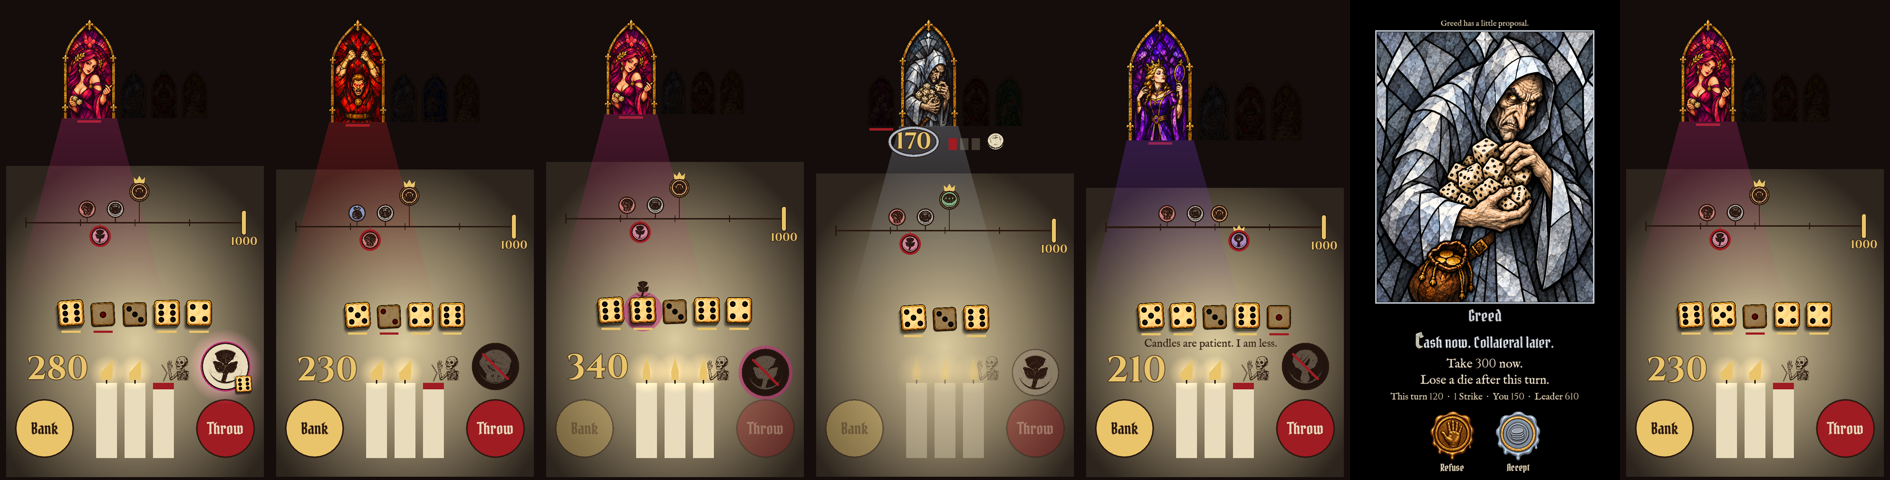 1000
280
Bank
Throw
1000
230
Bank
Throw
1000
340
Bank
Throw
170
1000
Bank
Throw
1000
Candles are patient. I am less.
210
Bank
Throw
Greed has a little proposal.
Greed
Cash now. Collateral later.
Take 300 now.
Lose a die after this turn.
This turn 120 · 1 Strike · You 150 · Leader 610
Refuse
Accept
1000
230
Bank
Throw